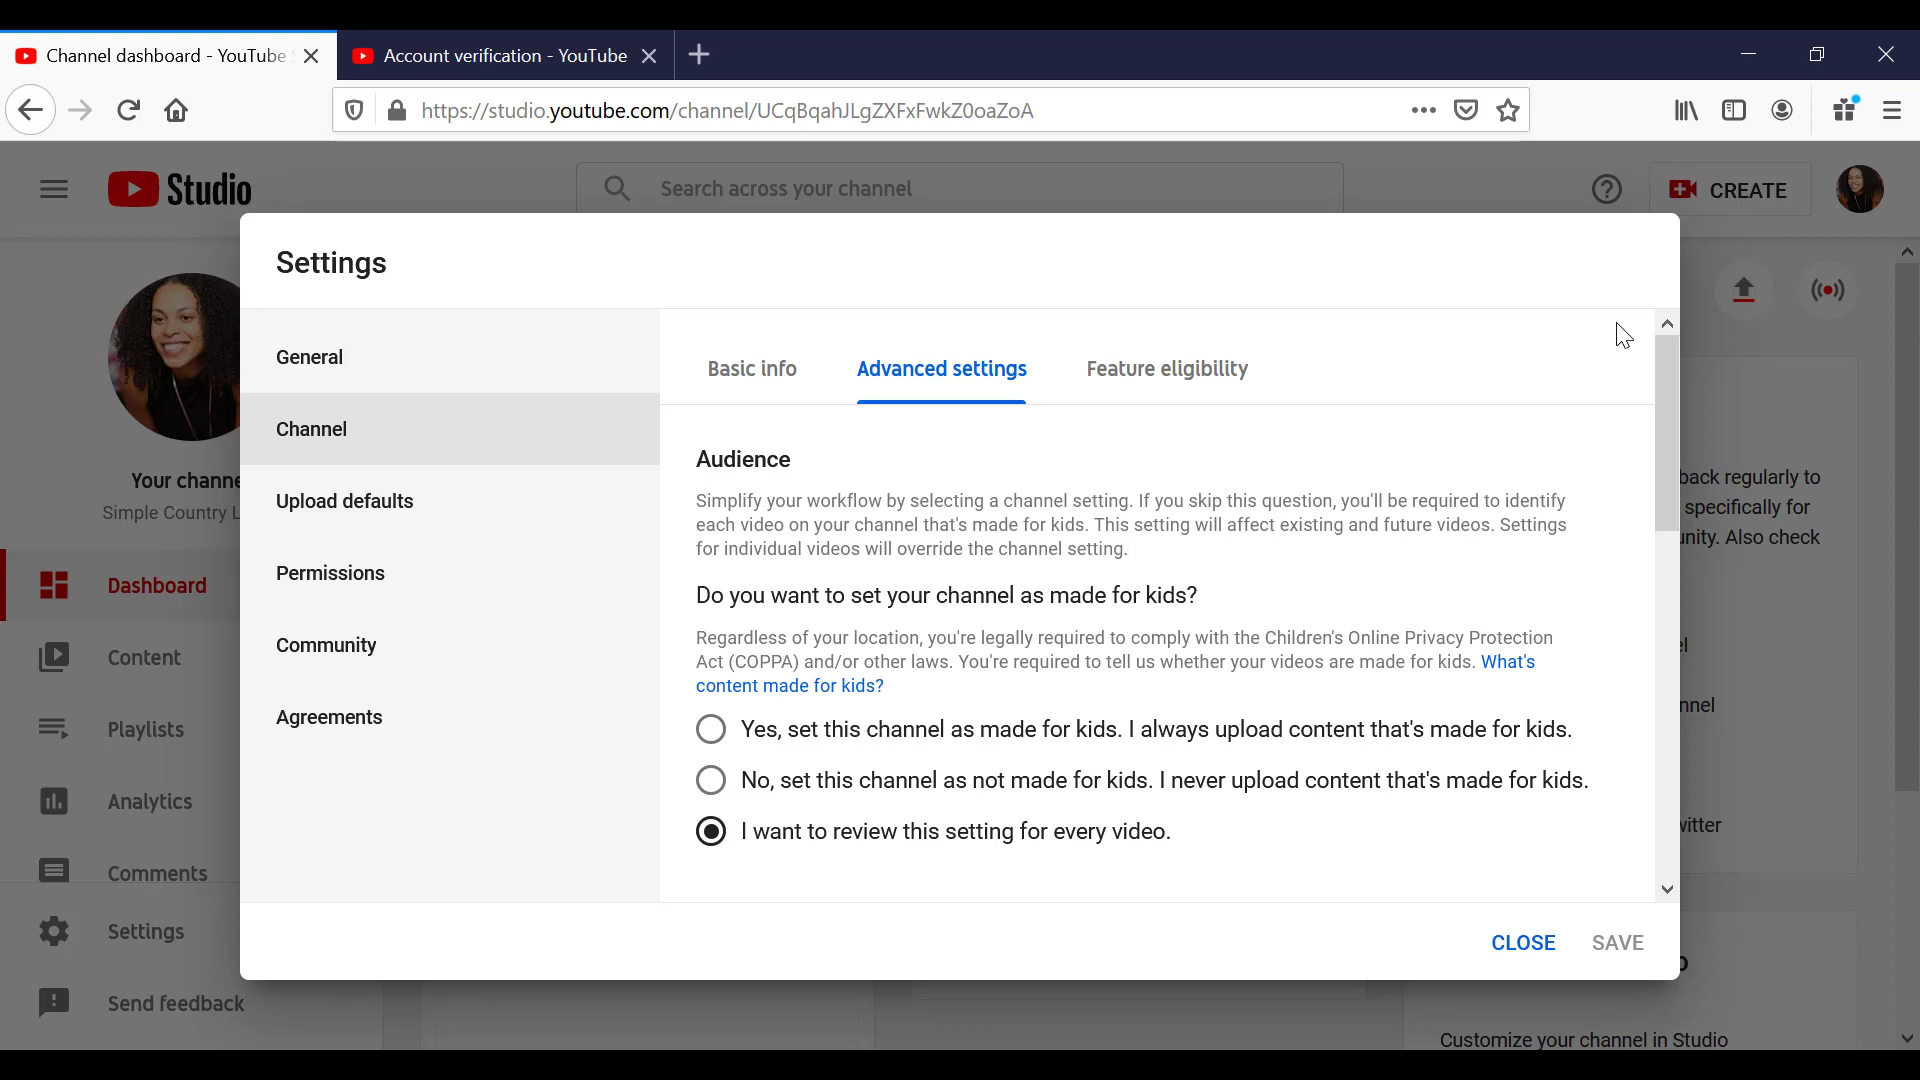 Channel dashboard - YouTube
Account verification - YouTube
https://studio.youtube.com/channel/UCqBqahJLgZXFxFwkZ0oaZoA
Studio
Search across your channel
CREATE
Settings
General
Channel
Upload defaults
Permissions
Community
Agreements
Basic info
Advanced settings
Feature eligibility
Audience
Simplify your workflow by selecting a channel setting. If you skip this question, you'll be required to identify
each video on your channel that's made for kids. This setting will affect existing and future videos. Settings
for individual videos will override the channel setting.
Do you want to set your channel as made for kids?
Regardless of your location, you're legally required to comply with the Children's Online Privacy Protection
Act (COPPA) and/or other laws. You're required to tell us whether your videos are made for kids. What's
content made for kids?
Yes, set this channel as made for kids. I always upload content that's made for kids.
No, set this channel as not made for kids. I never upload content that's made for kids.
I want to review this setting for every video.
CLOSE
SAVE
Your channe
Simple Country L
Dashboard
Content
Playlists
Analytics
Comments
Settings
Send feedback
back regularly to
specifically for
unity. Also check
el
nnel
witter
Customize your channel in Studio